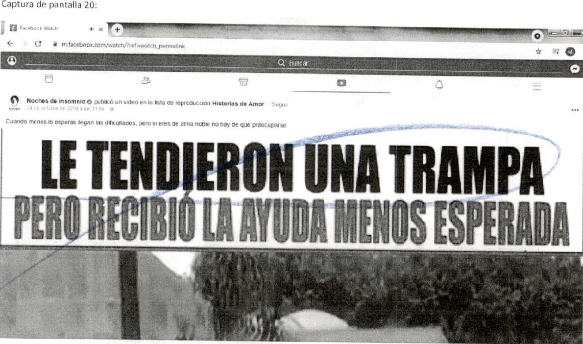 Captura de pantalla 20:
Facebook Watch
m.facebook.com/watch/?ref=watch_permalink
Buscar
Noches de insomnio publicó un video en la lista de reproducción Historias de Amor · Seguir
Cuando menos lo esperas llegan las dificultades, pero si eres de alma noble no hay de qué preocuparse.
LE TENDIERON UNA TRAMPA
PERO RECIBIÓ LA AYUDA MENOS ESPERADA